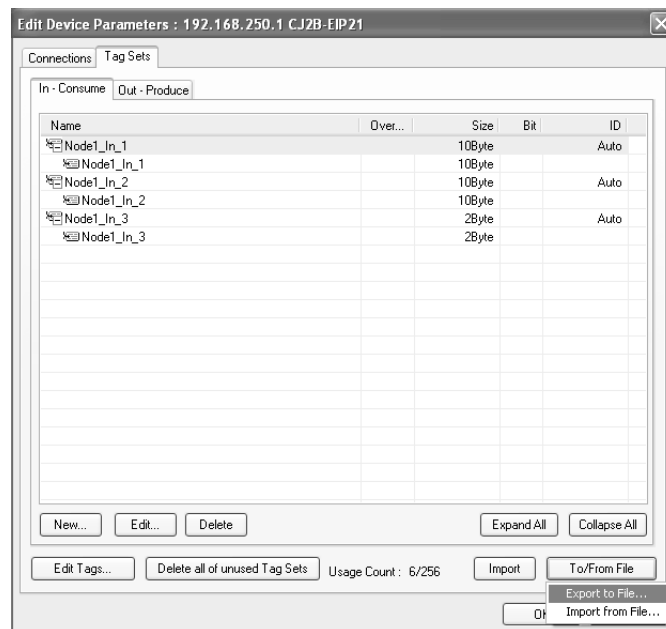 Edit Device Parameters : 192.168.250.1 CJ2B-EIP21
Connections Tag Sets
In - Consume Out - Produce
Name Over... Size Bit ID
Node1_In_1 10Byte Auto
Node1_In_1 10Byte
Node1_In_2 10Byte Auto
Node1_In_2 10Byte
Node1_In_3 2Byte Auto
Node1_In_3 2Byte
New... Edit... Delete Expand All Collapse All
Edit Tags... Delete all of unused Tag Sets Usage Count : 6/256 Import To/From File
Export to File...
Import from File...